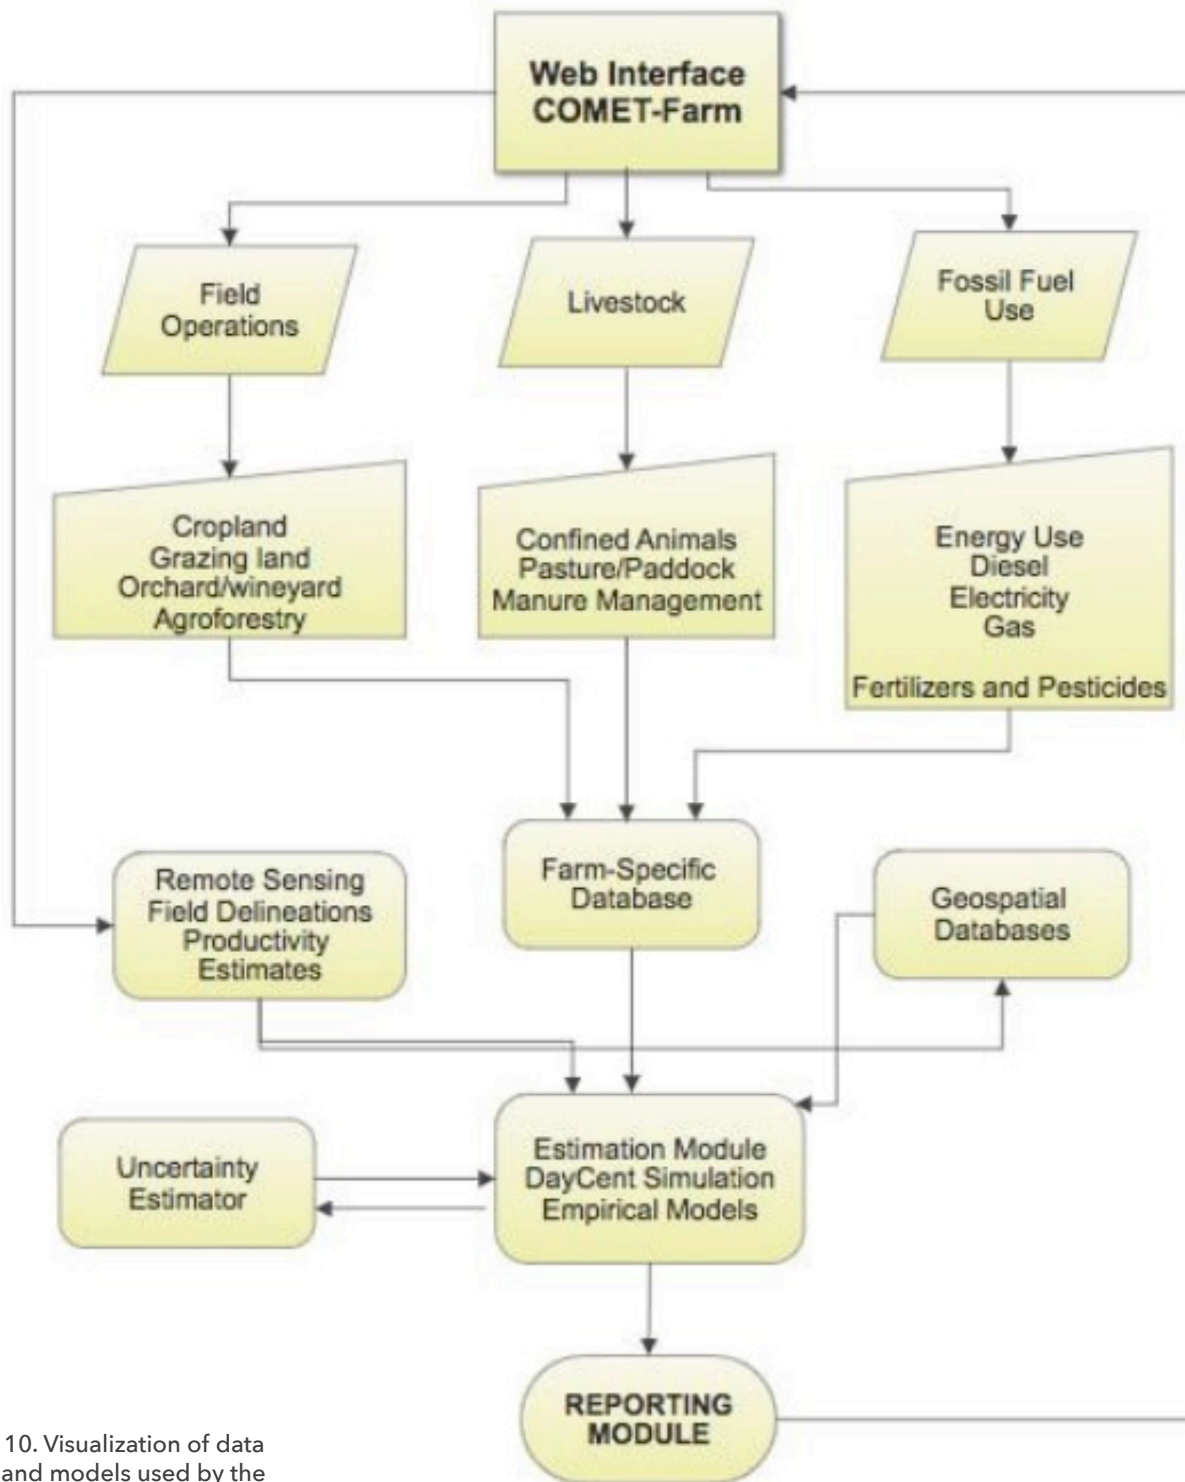 Web Interface
COMET-Farm
Field
Operations
Livestock
Fossil Fuel
Use
Cropland
Grazing land
Orchard/wineyard
Agroforestry
Confined Animals
Pasture/Paddock
Manure Management
Energy Use
Diesel
Electricity
Gas
Fertilizers and Pesticides
Remote Sensing
Field Delineations
Productivity
Estimates
Farm-Specific
Database
Geospatial
Databases
Uncertainty
Estimator
Estimation Module
DayCent Simulation
Empirical Models
REPORTING
MODULE
10. Visualization of data
and models used by the